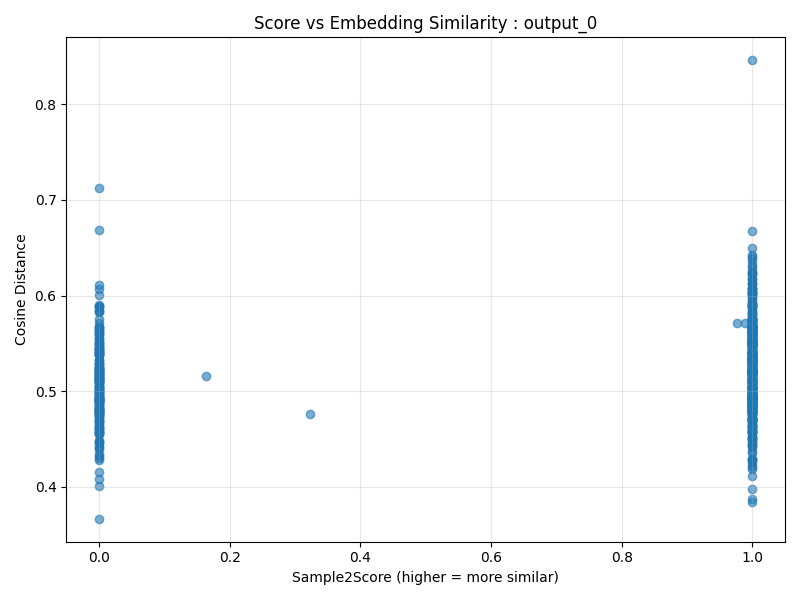 Score vs Embedding Similarity : output_0
Cosine Distance
0.8
0.7
0.6
0.5
0.4
0.0 0.2 0.4 0.6 0.8 1.0
Sample2Score (higher = more similar)